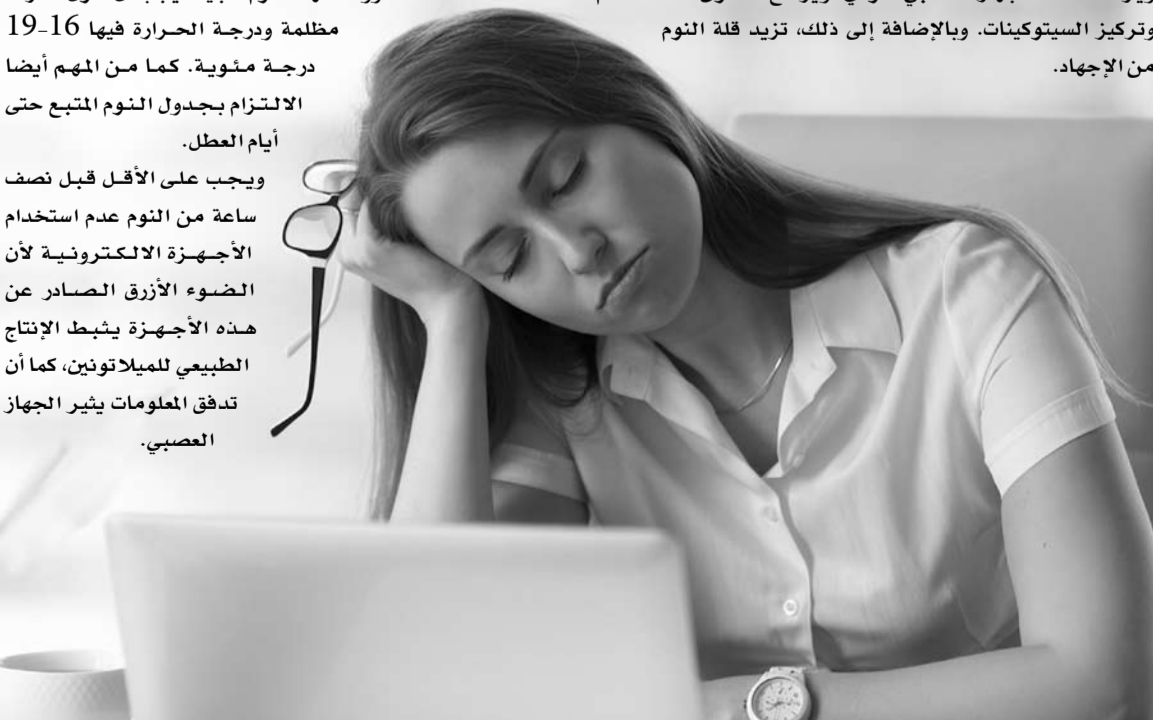 وتركيز السيتوكينات. وبالإضافة إلى ذلك، تزيد قلة النوم
من الإجهاد.
مظلمة ودرجة الحرارة فيها 16-19
درجة مئوية. كما من المهم أيضا
الالتزام بجدول النوم المتبع حتى
أيام العطل.
ويجب على الأقل قبل نصف
ساعة من النوم عدم استخدام
الأجهزة الالكترونية لأن
الضوء الأزرق الصادر عن
هذه الأجهزة يثبط الإنتاج
الطبيعي للميلاتونين، كما أن
تدفق المعلومات يثير الجهاز
العصبي.